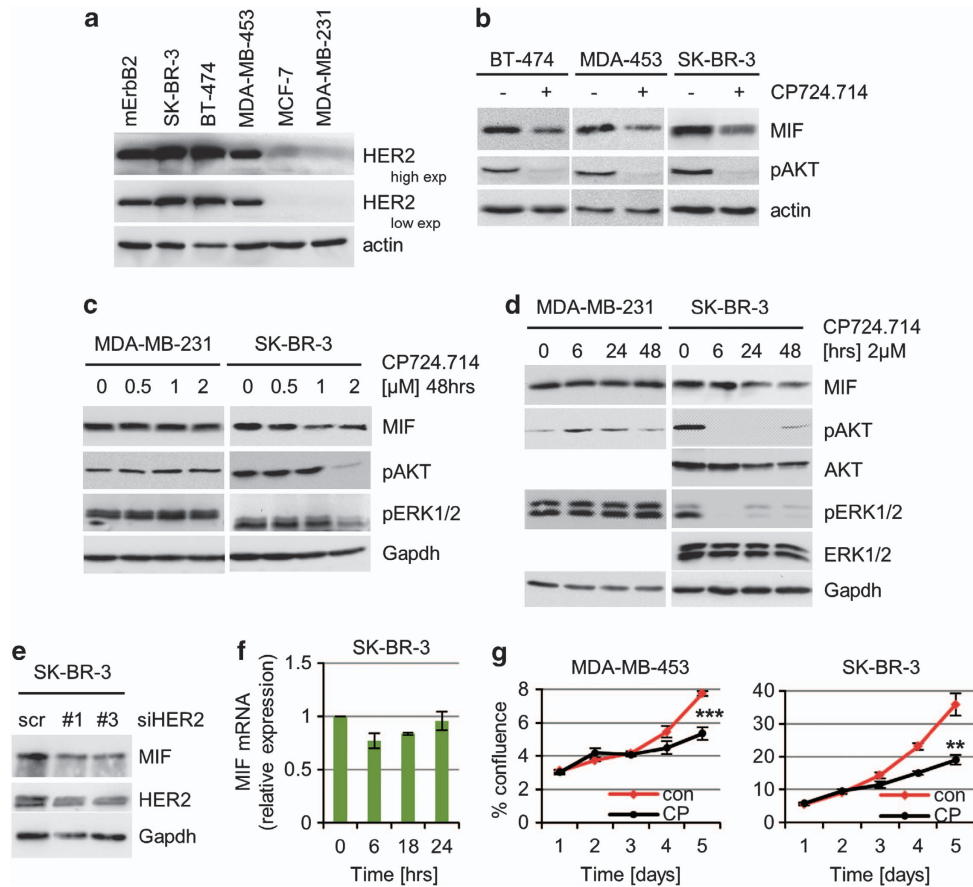 a
mErbB2
SK-BR-3
BT-474
MDA-MB-453
MCF-7
MDA-MB-231
HER2 high exp
HER2 low exp
actin
b
BT-474 MDA-453 SK-BR-3
- + - + - + CP724.714
MIF
pAKT
actin
c
MDA-MB-231 SK-BR-3
CP724.714
0 0.5 1 2 0 0.5 1 2 [μM] 48hrs
MIF
pAKT
pERK1/2
Gapdh
d
MDA-MB-231 SK-BR-3
CP724.714
0 6 24 48 0 6 24 48 [hrs] 2μM
MIF
pAKT
AKT
pERK1/2
ERK1/2
Gapdh
e
SK-BR-3
scr #1 #3 siHER2
MIF
HER2
Gapdh
f
SK-BR-3
MIF mRNA
(relative expression)
1.5
1
0.5
0
0 6 18 24
Time [hrs]
g
MDA-MB-453
% confluence
8
6
4
2
0
***
con
CP
1 2 3 4 5
Time [days]
SK-BR-3
40
30
20
10
0
**
con
CP
1 2 3 4 5
Time [days]